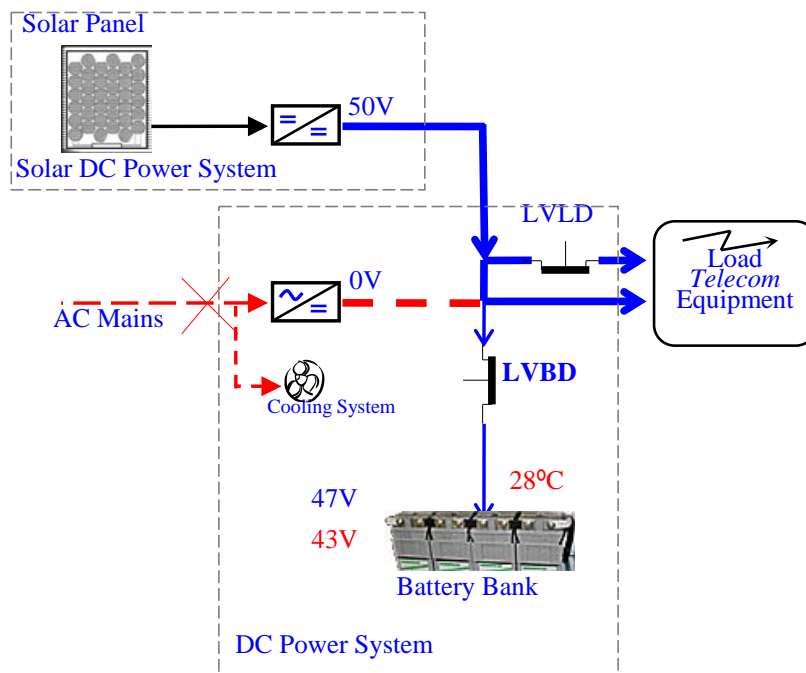 Solar Panel
50V
Solar DC Power System
LVLD
Load
Telecom
Equipment
0V
AC Mains
LVBD
Cooling System
28⁰C
47V
43V
Battery Bank
DC Power System